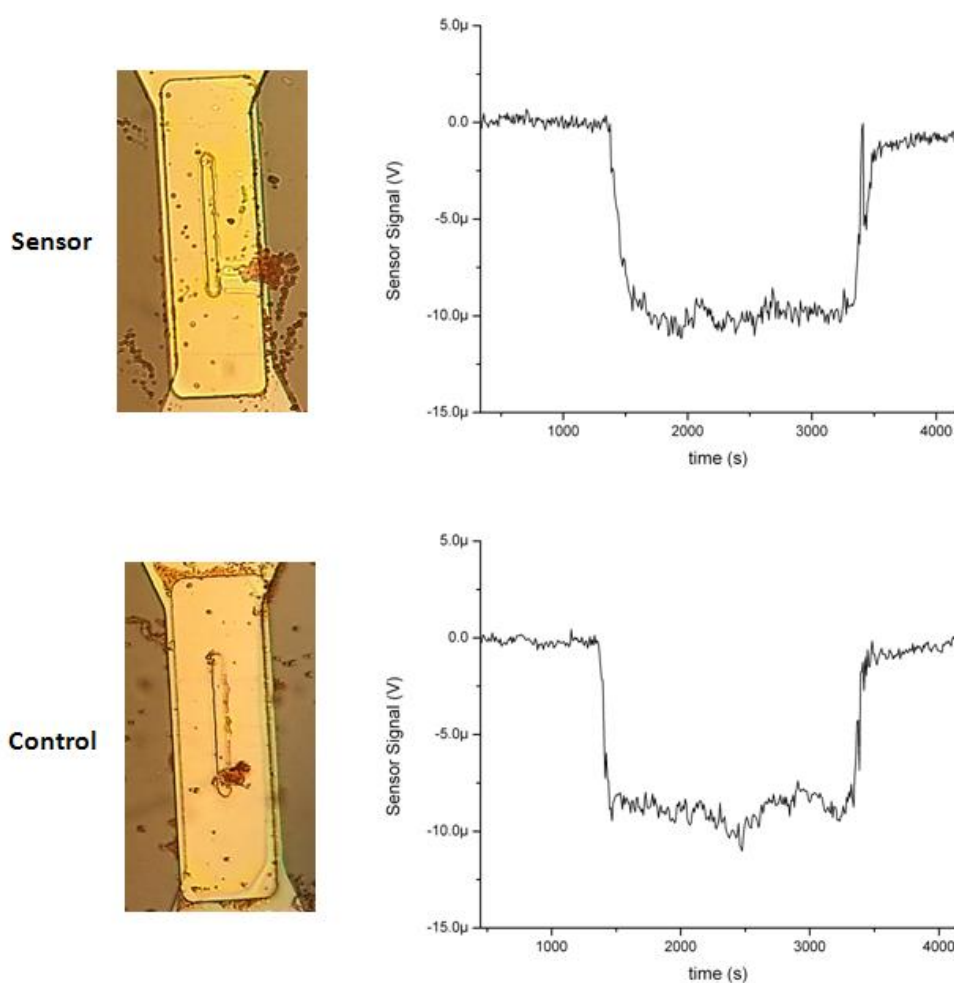 Sensor
Sensor Signal (V)
5.0µ
0.0
-5.0µ
-10.0µ
-15.0µ
1000 2000 3000 4000
time (s)
Control
Sensor Signal (V)
5.0µ
0.0
-5.0µ
-10.0µ
-15.0µ
1000 2000 3000 4000
time (s)